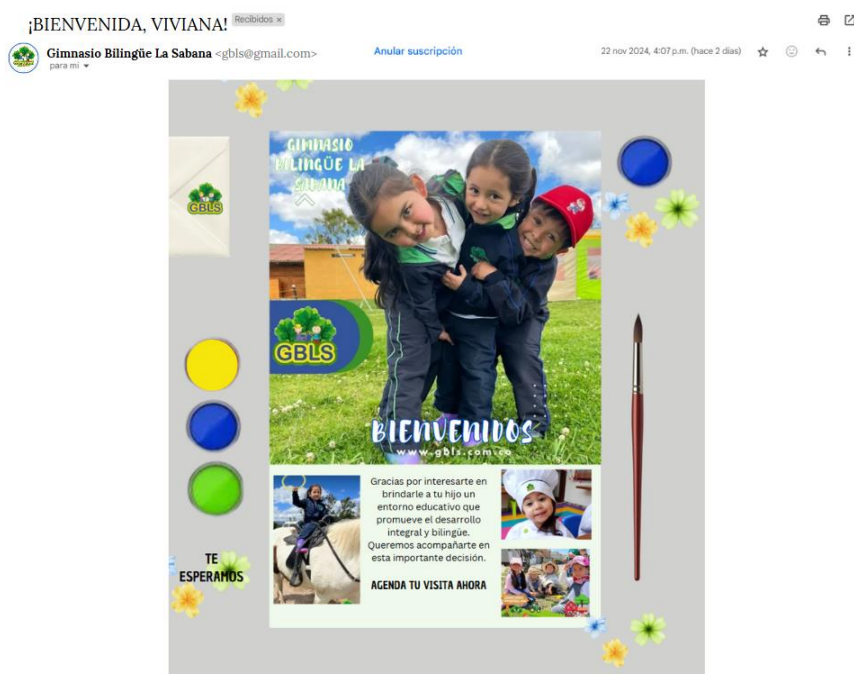 ¡BIENVENIDA, VIVIANA! Recibidos ×
Gimnasio Bilingüe La Sabana <gbls@gmail.com> Anular suscripción 22 nov 2024, 4:07 p.m. (hace 2 días)
para mí
GIMNASIO
BILINGÜE LA
SABANA
GBLS
GBLS
BIENVENIDOS
www.gbls.com.co
Gracias por interesarte en
brindarle a tu hijo un
entorno educativo que
promueve el desarrollo
integral y bilingüe.
Queremos acompañarte en
esta importante decisión.
AGENDA TU VISITA AHORA
TE
ESPERAMOS